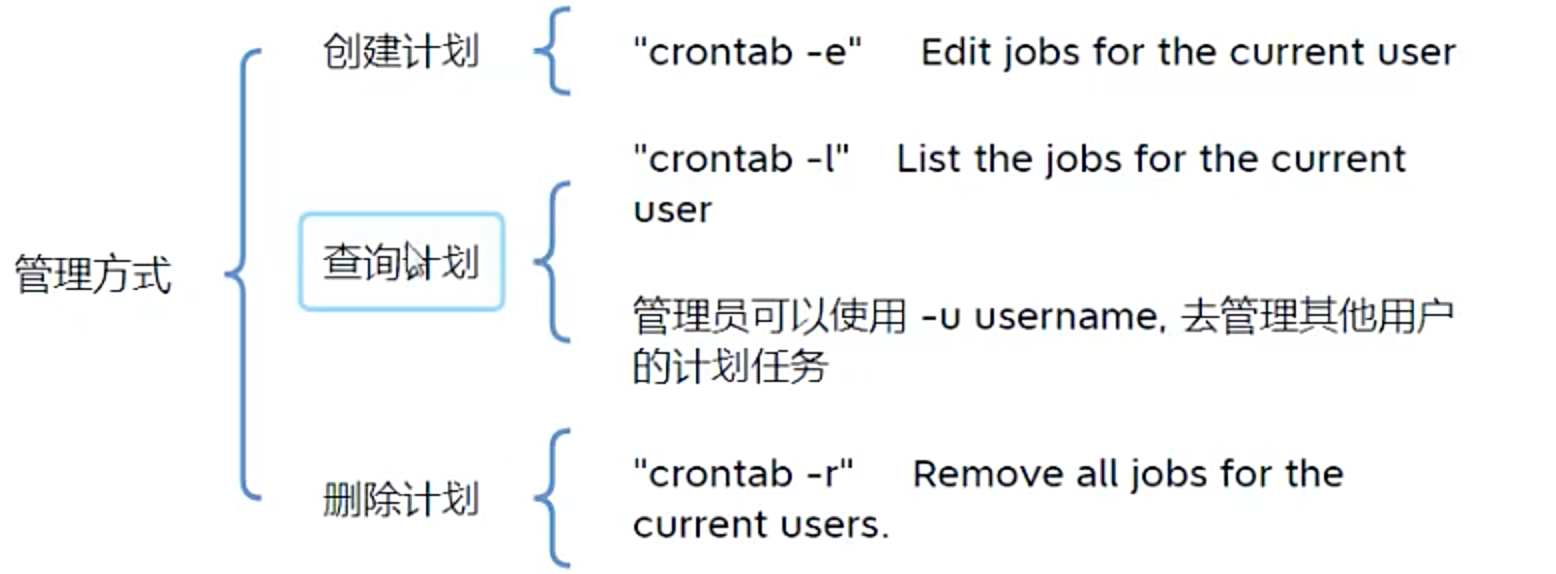 管理方式
创建计划
"crontab -e" Edit jobs for the current user
查询计划
"crontab -l" List the jobs for the current
user
管理员可以使用 -u username, 去管理其他用户
的计划任务
删除计划
"crontab -r" Remove all jobs for the
current users.